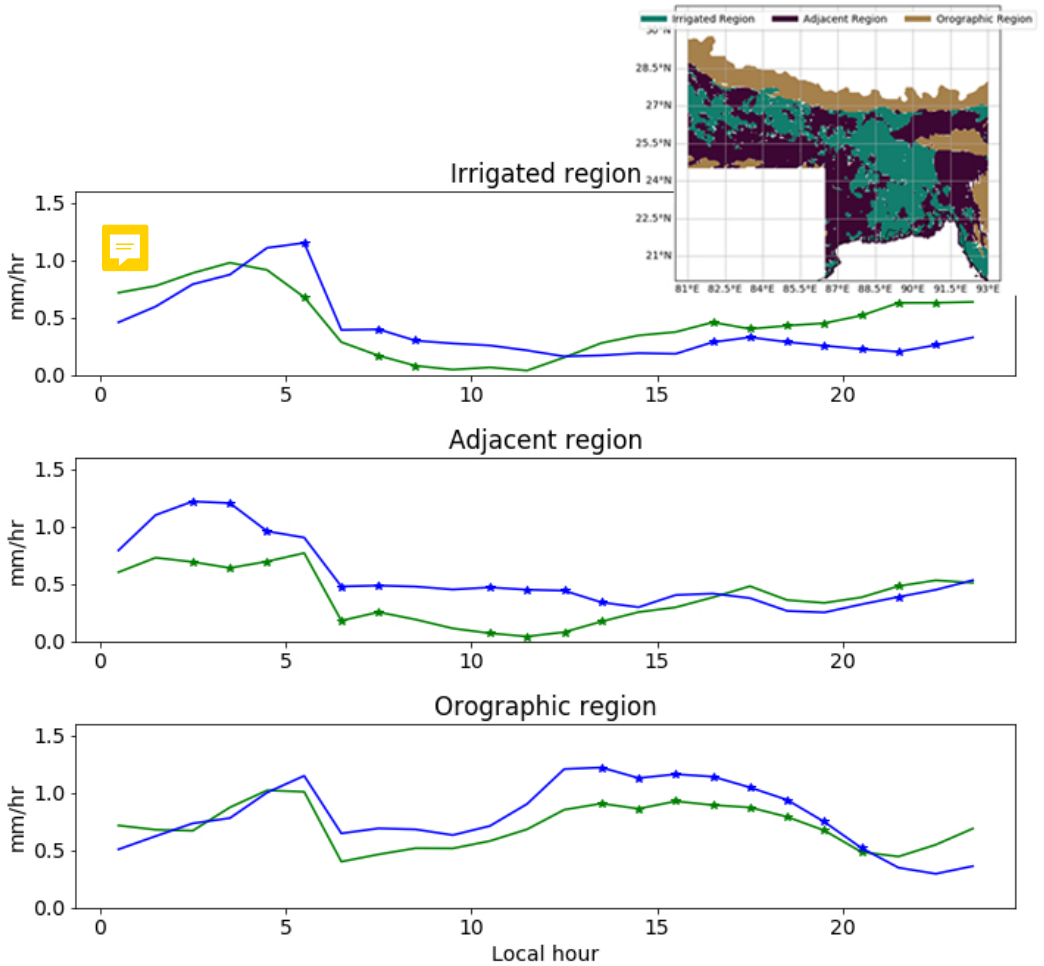 Irrigated Region Adjacent Region Orographic Region
28.5°N
27°N
25.5°N
24°N
22.5°N
21°N
81°E 82.5°E 84°E 85.5°E 87°E 88.5°E 90°E 91.5°E 93°E
Irrigated region
1.5
1.0
0.5
0.0
mm/hr
0 5 10 15 20
Adjacent region
1.5
1.0
0.5
0.0
mm/hr
0 5 10 15 20
Orographic region
1.5
1.0
0.5
0.0
mm/hr
0 5 10 15 20
Local hour